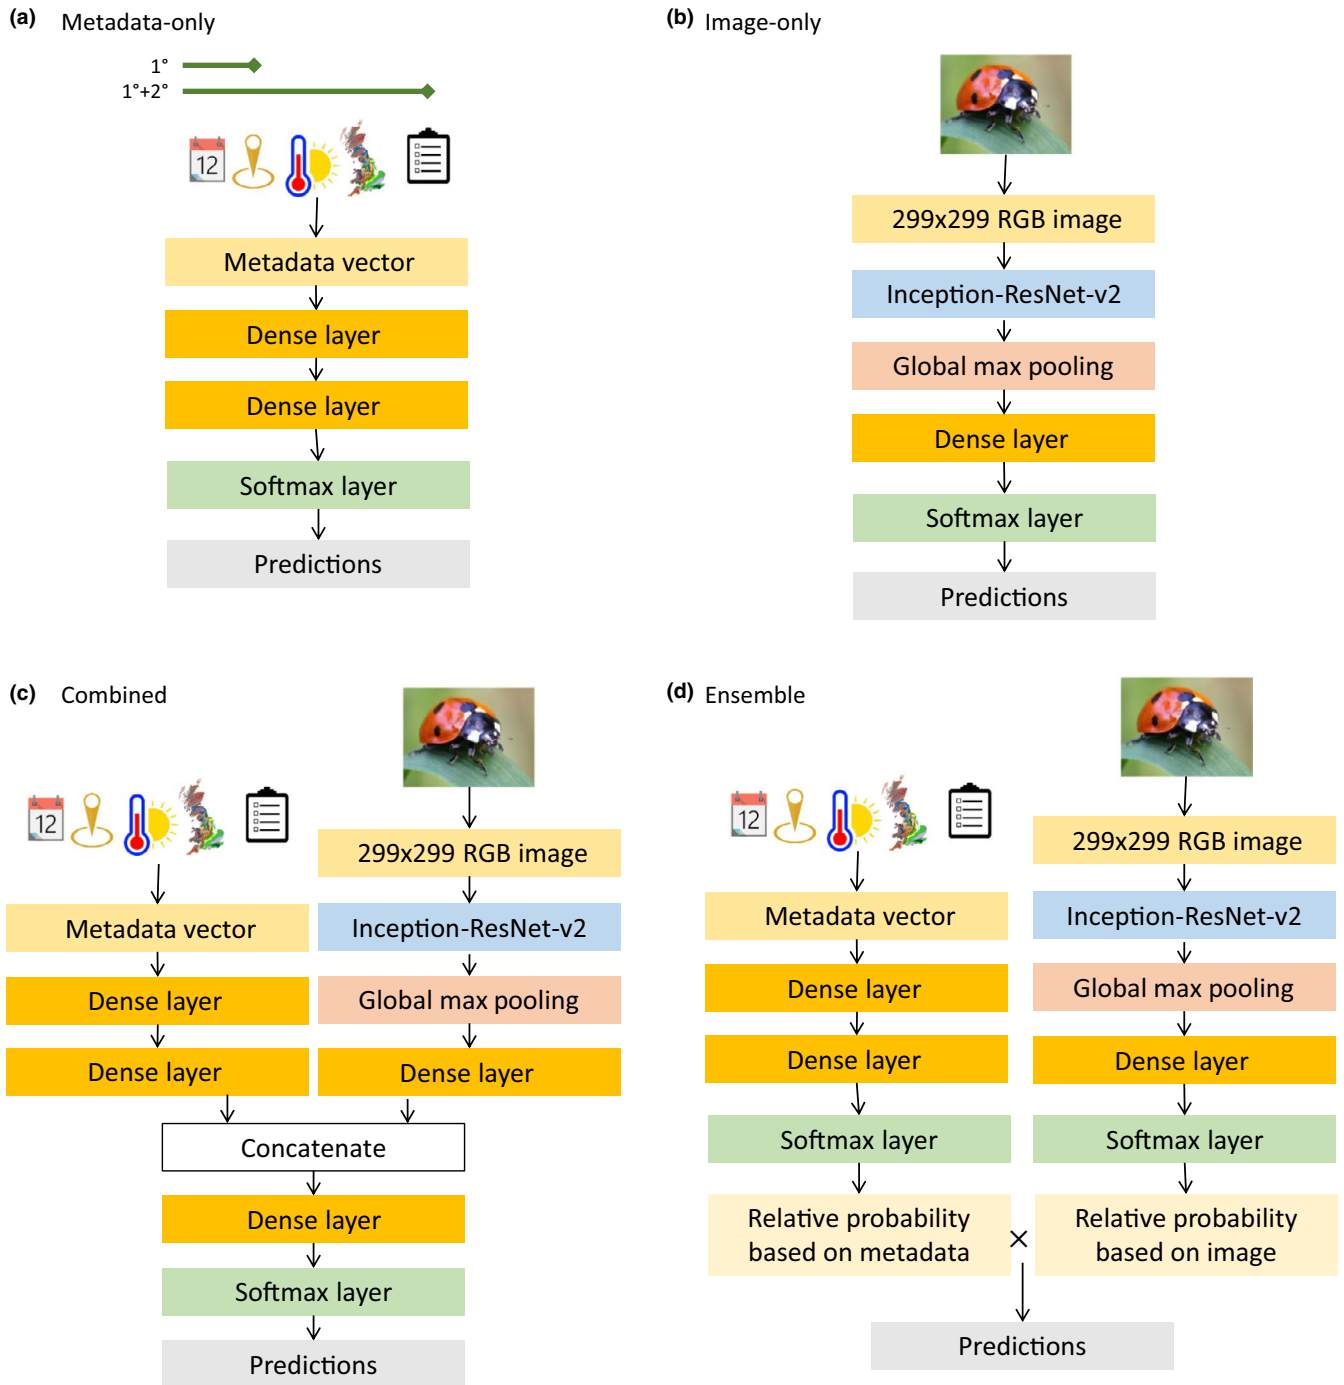 (a) Metadata-only
1°
1°+2°
12
Metadata vector
Dense layer
Dense layer
Softmax layer
Predictions
(b) Image-only
299x299 RGB image
Inception-ResNet-v2
Global max pooling
Dense layer
Softmax layer
Predictions
(c) Combined
12
Metadata vector
Dense layer
Dense layer
299x299 RGB image
Inception-ResNet-v2
Global max pooling
Dense layer
Concatenate
Dense layer
Softmax layer
Predictions
(d) Ensemble
12
Metadata vector
Dense layer
Dense layer
Softmax layer
Relative probability
based on metadata
×
299x299 RGB image
Inception-ResNet-v2
Global max pooling
Dense layer
Softmax layer
Relative probability
based on image
Predictions